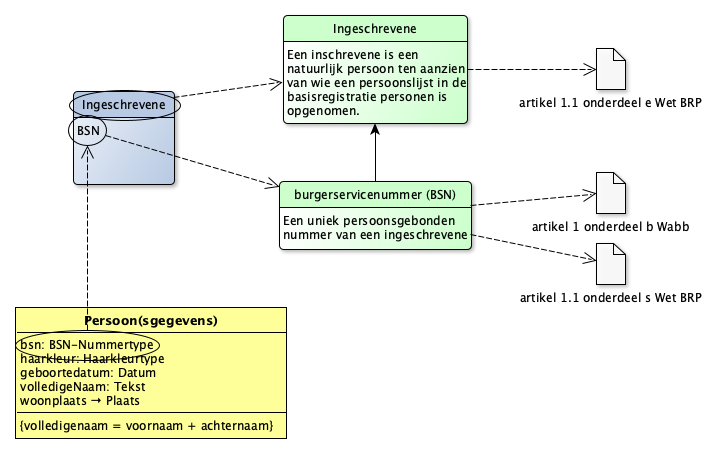 Ingeschrevene
Een inschrevene is een
natuurlijk persoon ten aanzien
van wie een persoonslijst in de
basisregistratie personen is
opgenomen.
artikel 1.1 onderdeel e Wet BRP
Ingeschrevene
BSN
burgerservicenummer (BSN)
Een uniek persoonsgebonden
nummer van een ingeschrevene
artikel 1 onderdeel b Wabb
artikel 1.1 onderdeel s Wet BRP
Persoon(sgegevens)
bsn: BSN-Nummertype
haarkleur: Haarkleurtype
geboortedatum: Datum
volledigeNaam: Tekst
woonplaats → Plaats
{volledigenaam = voornaam + achternaam}